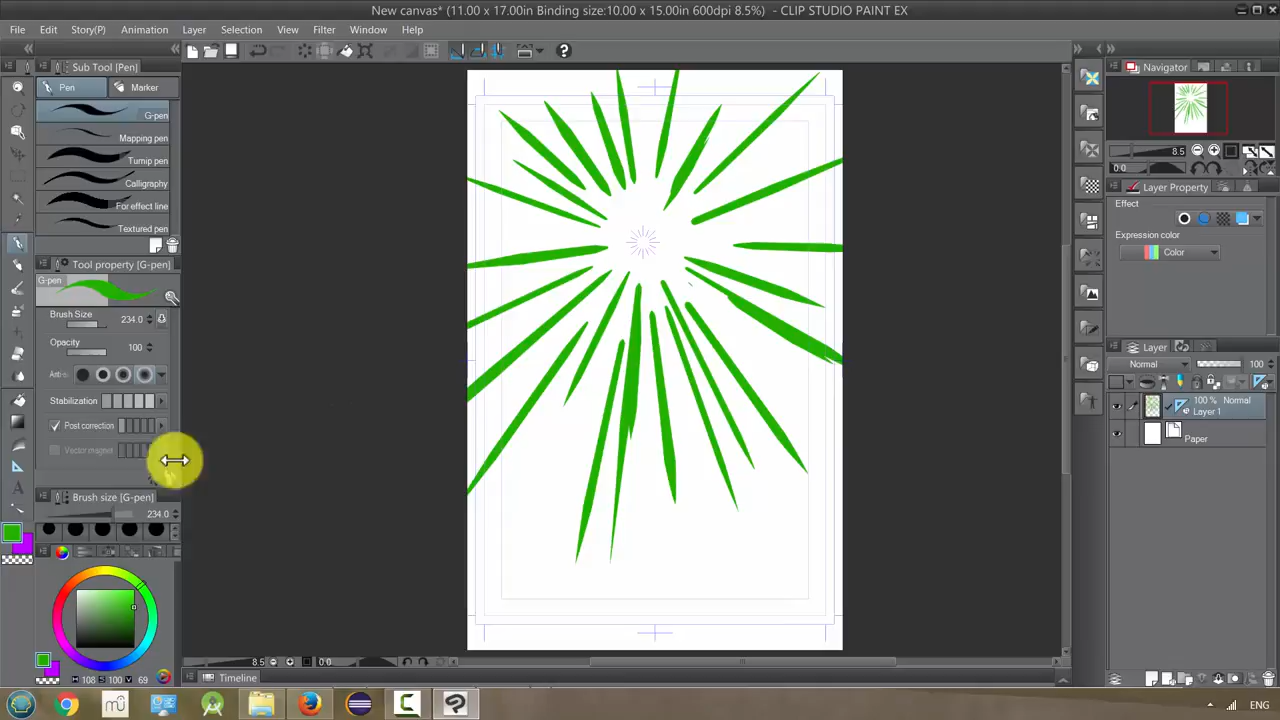 New canvas* (11.00 x 17.00in Binding size:10.00 x 15.00in 600dpi 8.5%) - CLIP STUDIO PAINT EX
File Edit Story(P) Animation Layer Selection View Filter Window Help
Sub Tool [Pen]
Pen Marker
G-pen
Mapping pen
Turnip pen
Calligraphy
For effect line
Textured pen
Tool property [G-pen]
G-pen
Brush Size 234.0
Opacity 100
Stabilization
Post correction
Vector magnet
Brush size [G-pen]
234.0
H 108 S 100 V 69
8.5 0.0
Timeline
Navigator
8.5
0.0
Layer Property
Effect
Expression color
Color
Layer
Normal 100
100 % Normal
Layer 1
Paper
ENG